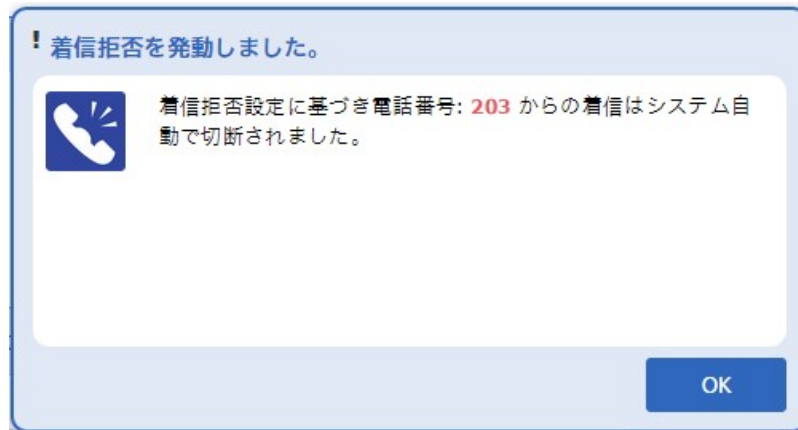 ! 着信拒否を発動しました。
着信拒否設定に基づき電話番号: 203 からの着信はシステム自
動で切断されました。
OK